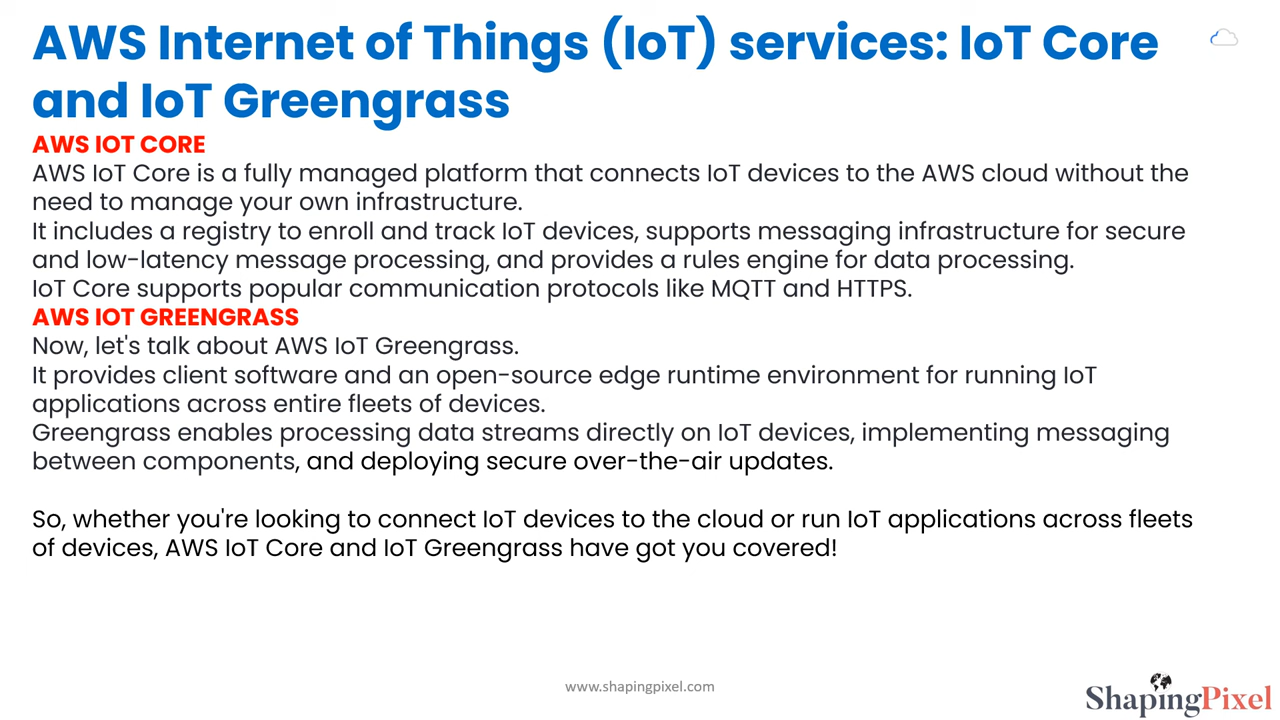 AWS Internet of Things (IoT) services: IoT Core
and IoT Greengrass
AWS IOT CORE
AWS IoT Core is a fully managed platform that connects IoT devices to the AWS cloud without the
need to manage your own infrastructure.
It includes a registry to enroll and track IoT devices, supports messaging infrastructure for secure
and low-latency message processing, and provides a rules engine for data processing.
IoT Core supports popular communication protocols like MQTT and HTTPS.
AWS IOT GREENGRASS
Now, let's talk about AWS IoT Greengrass.
It provides client software and an open-source edge runtime environment for running IoT
applications across entire fleets of devices.
Greengrass enables processing data streams directly on IoT devices, implementing messaging
between components, and deploying secure over-the-air updates.
So, whether you're looking to connect IoT devices to the cloud or run IoT applications across fleets
of devices, AWS IoT Core and IoT Greengrass have got you covered!
www.shapingpixel.com
ShapingPixel